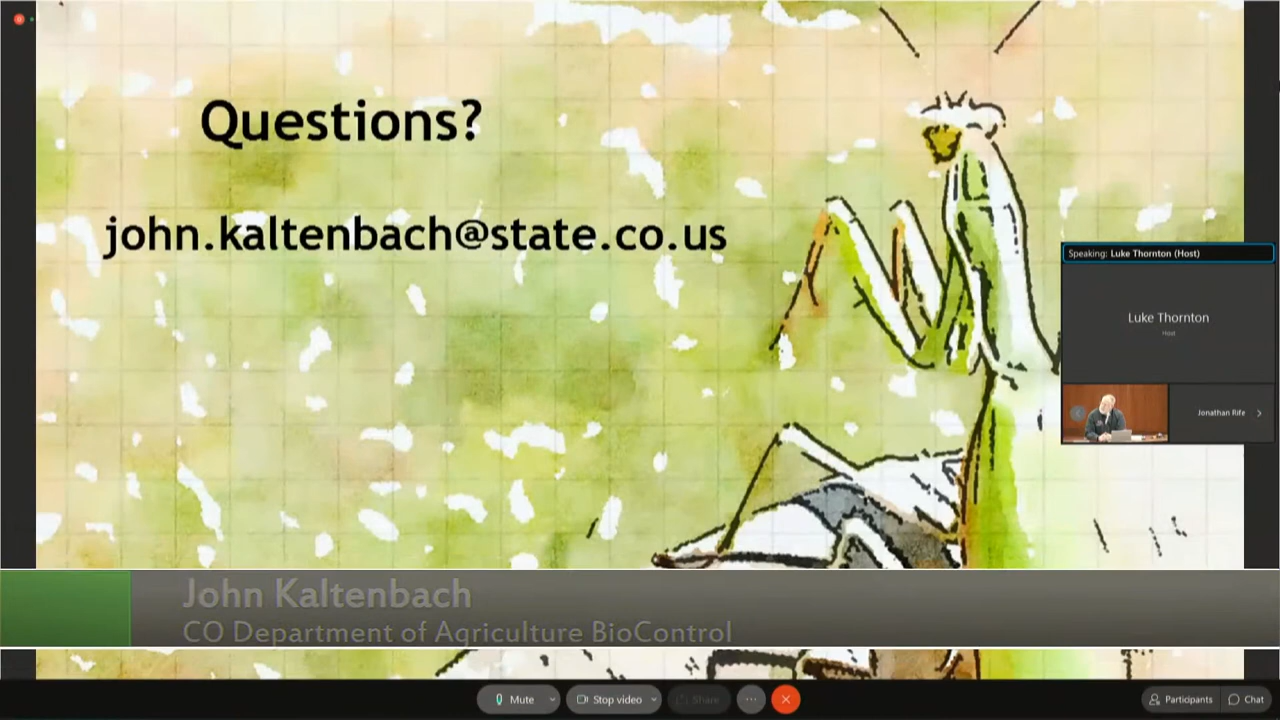 Questions?
john.kaltenbach@state.co.us
Speaking: Luke Thornton (Host)
Luke Thornton
Host
Jonathan Rife
John Kaltenbach
CO Department of Agriculture BioControl
Mute
Stop video
Share
Participants
Chat